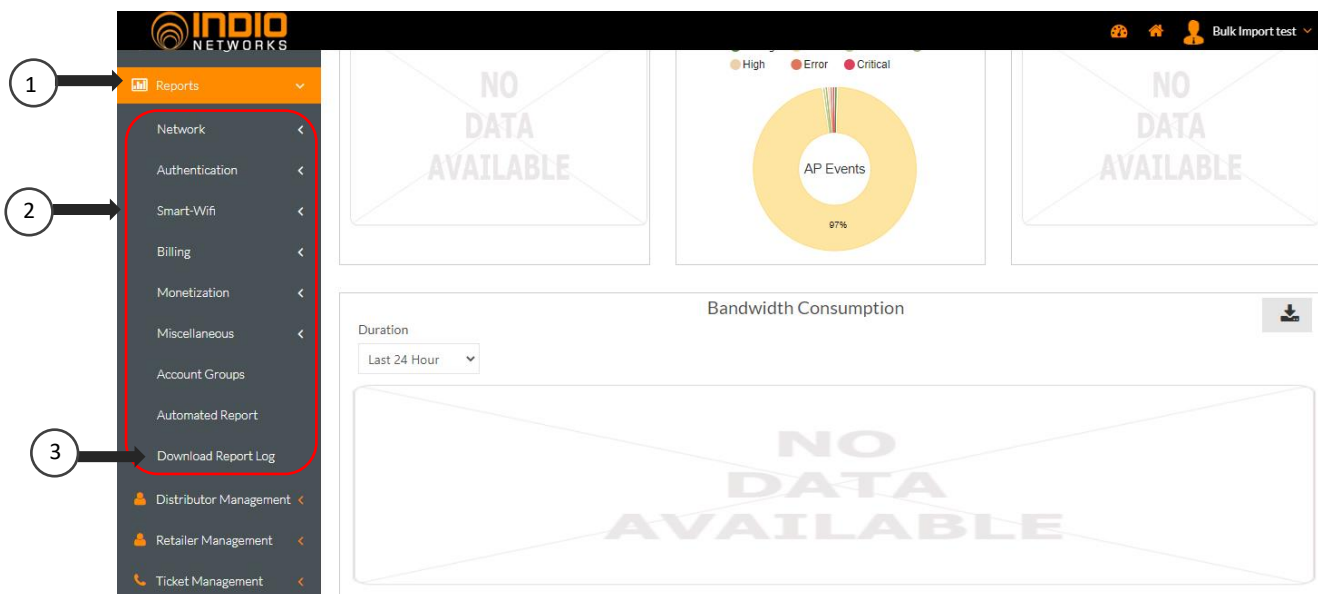 INDIO
NETWORKS
Bulk Import test
1
Reports
High Error Critical
NO
DATA
AVAILABLE
AP Events
97%
NO
DATA
AVAILABLE
Network
Authentication
2
Smart-Wifi
Billing
Monetization
Miscellaneous
Account Groups
Automated Report
3
Download Report Log
Distributor Management
Retailer Management
Ticket Management
Bandwidth Consumption
Duration
Last 24 Hour
NO
DATA
AVAILABLE